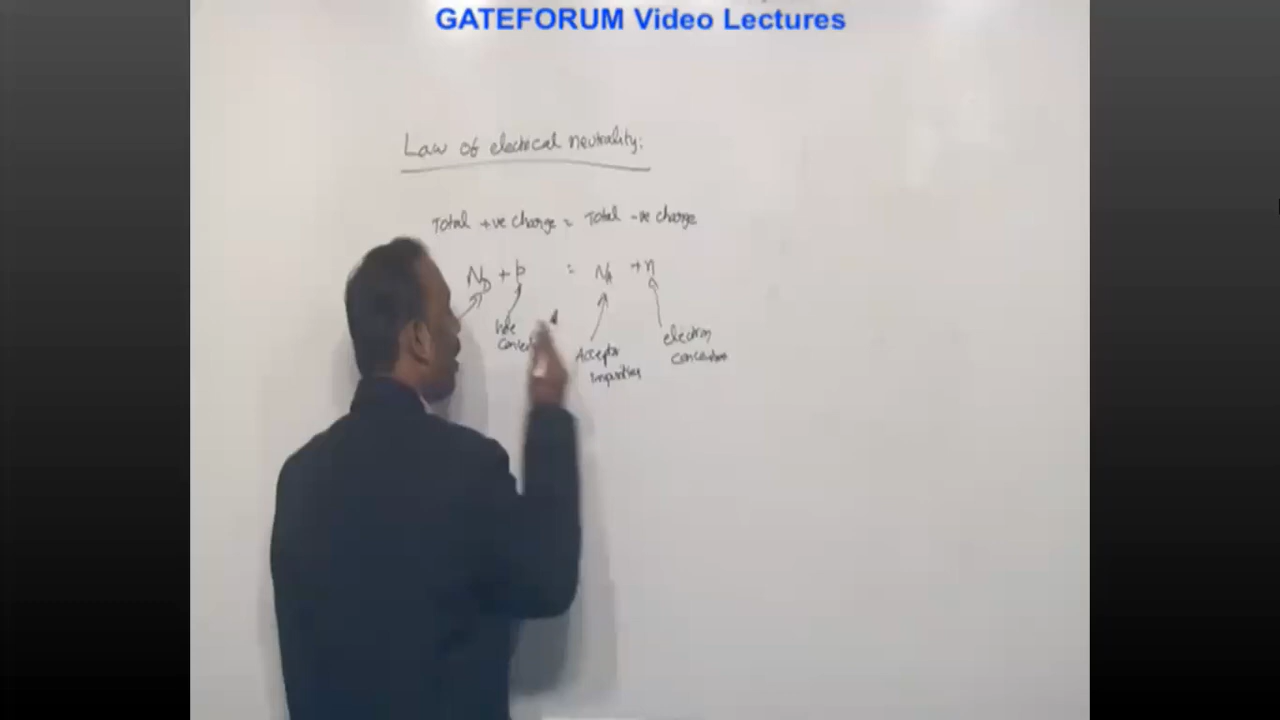 GATEFORUM Video Lectures
Law of electrical neutrality:
Total +ve charge = Total -ve charge
N_D + p = N_A + n
hole
Acceptor
impurities
electron
concentration